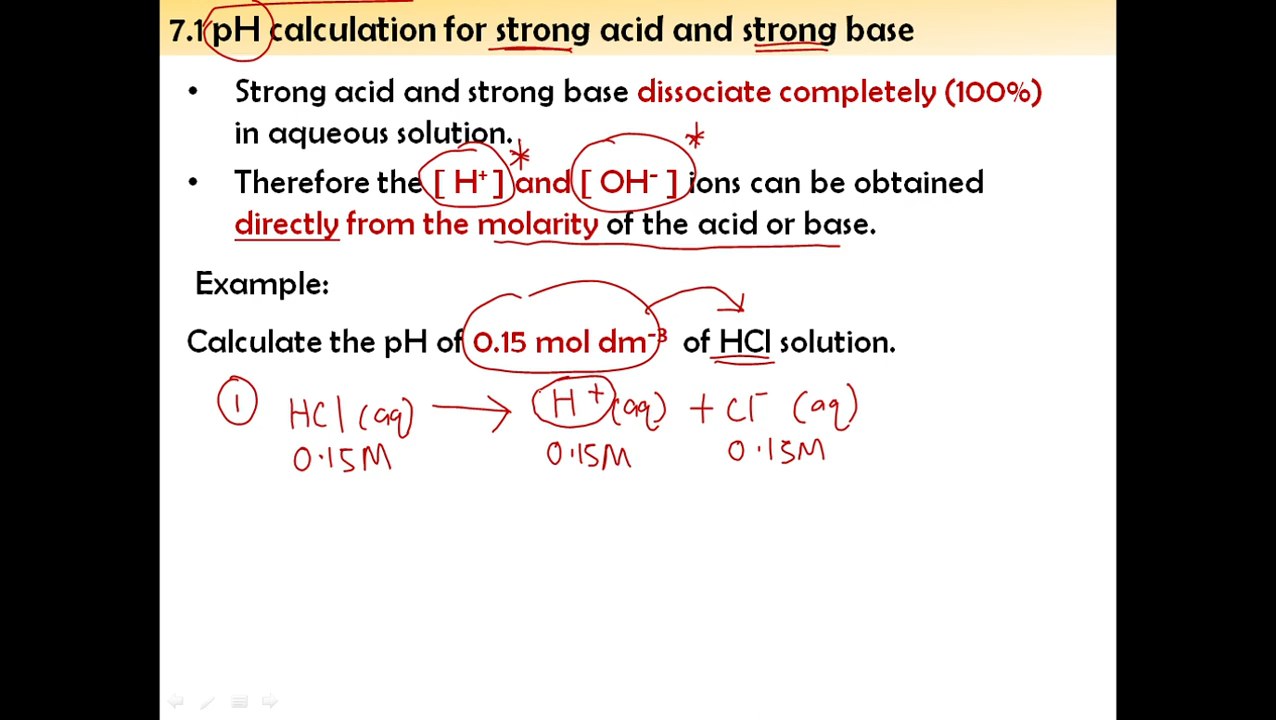 7.1 pH calculation for strong acid and strong base
• Strong acid and strong base dissociate completely (100%)
in aqueous solution.
• Therefore the [ H⁺ ] and [ OH⁻ ] ions can be obtained
directly from the molarity of the acid or base.
Example:
Calculate the pH of 0.15 mol dm⁻³ of HCl solution.
① HCl (aq) → H⁺ (aq) + Cl⁻ (aq)
0.15M 0.15M 0.15M